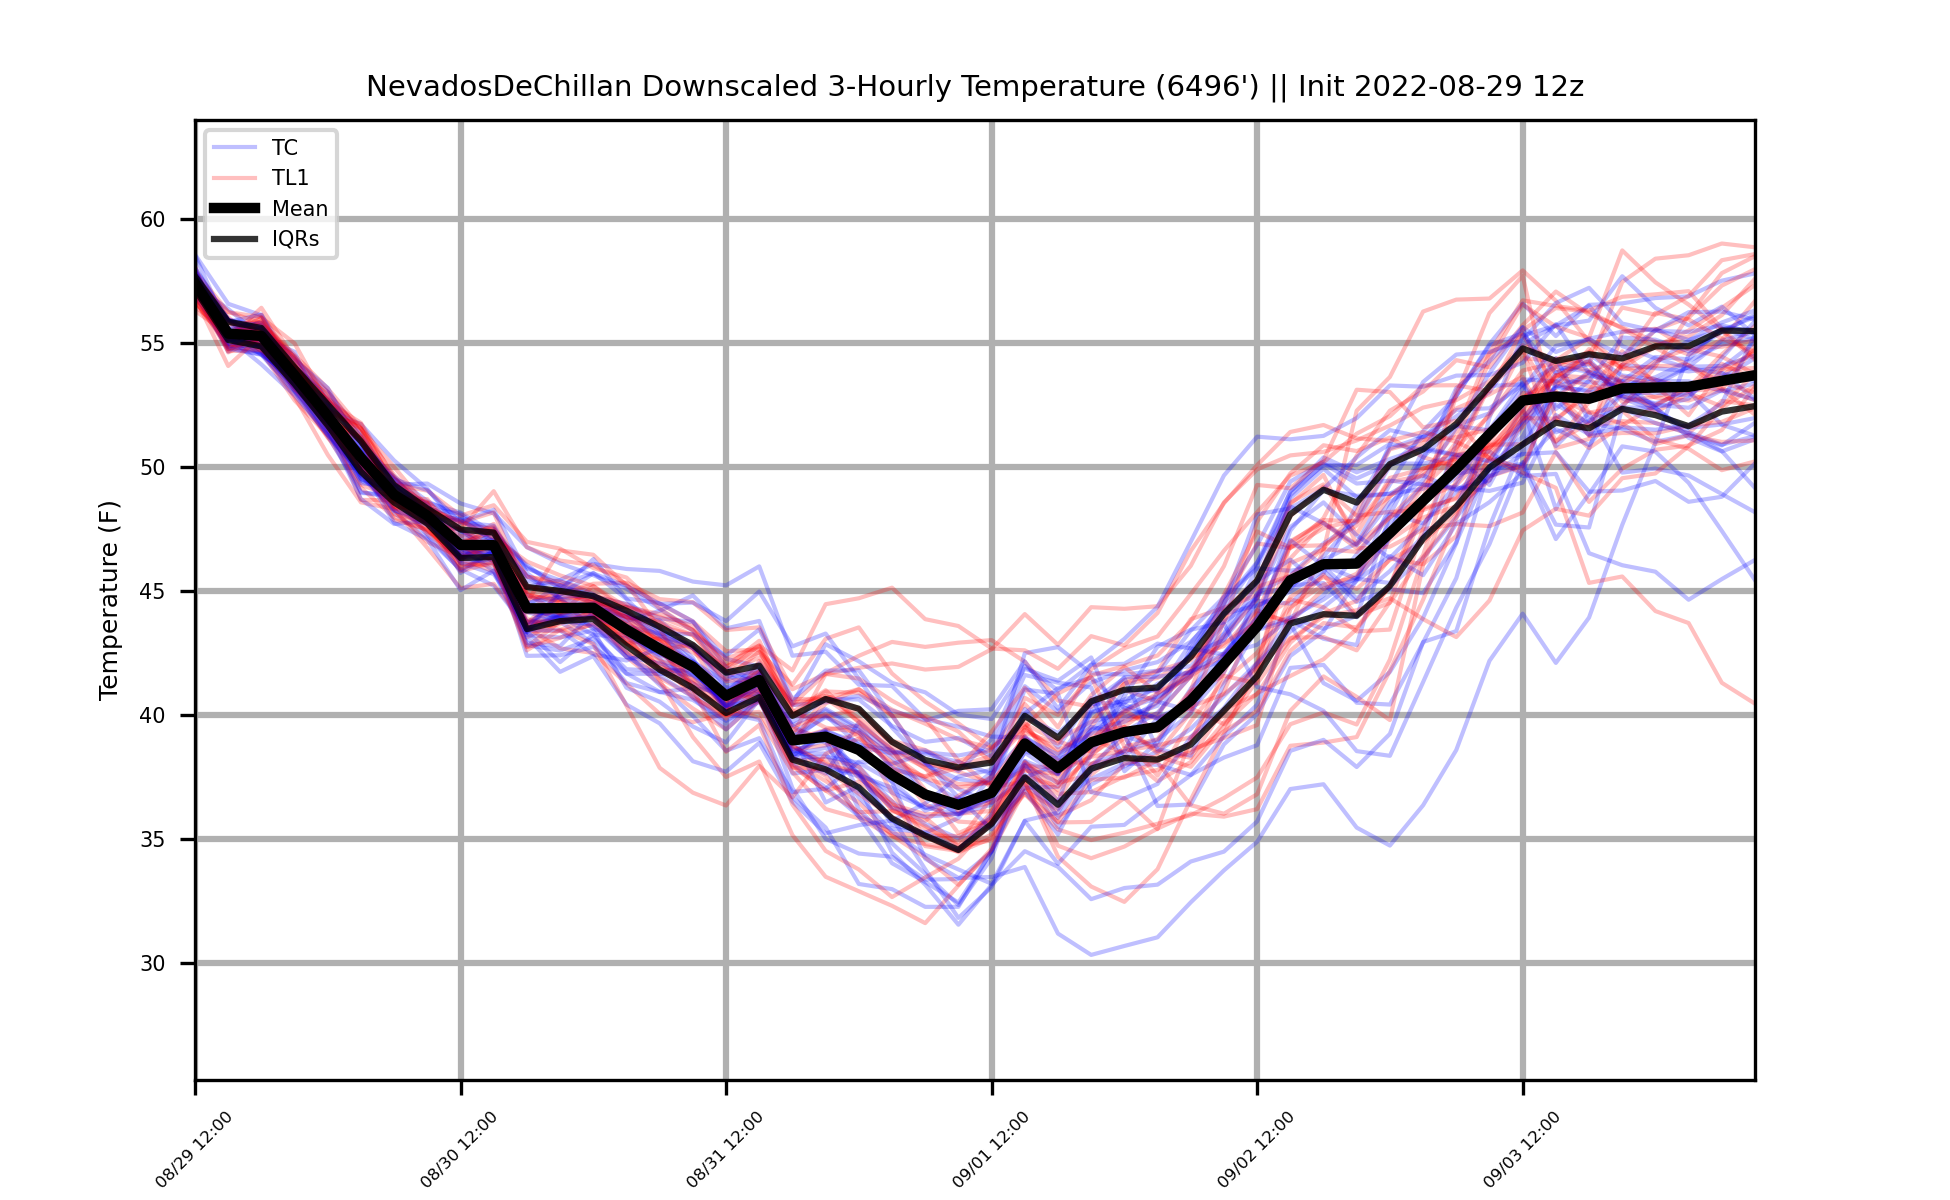 NevadosDeChillan Downscaled 3-Hourly Temperature (6496') || Init 2022-08-29 12z
TC
TL1
Mean
IQRs
Temperature (F)
60
55
50
45
40
35
30
08/29 12:00
08/30 12:00
08/31 12:00
09/01 12:00
09/02 12:00
09/03 12:00